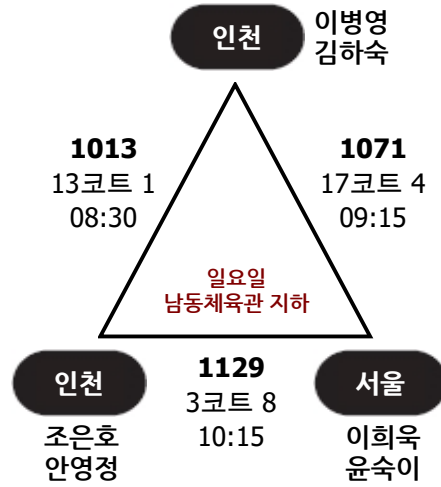 인천
이병영
김하숙
1013
13코트 1
08:30
1071
17코트 4
09:15
일요일
남동체육관 지하
인천
조은호
안영정
1129
3코트 8
10:15
서울
이희욱
윤숙이